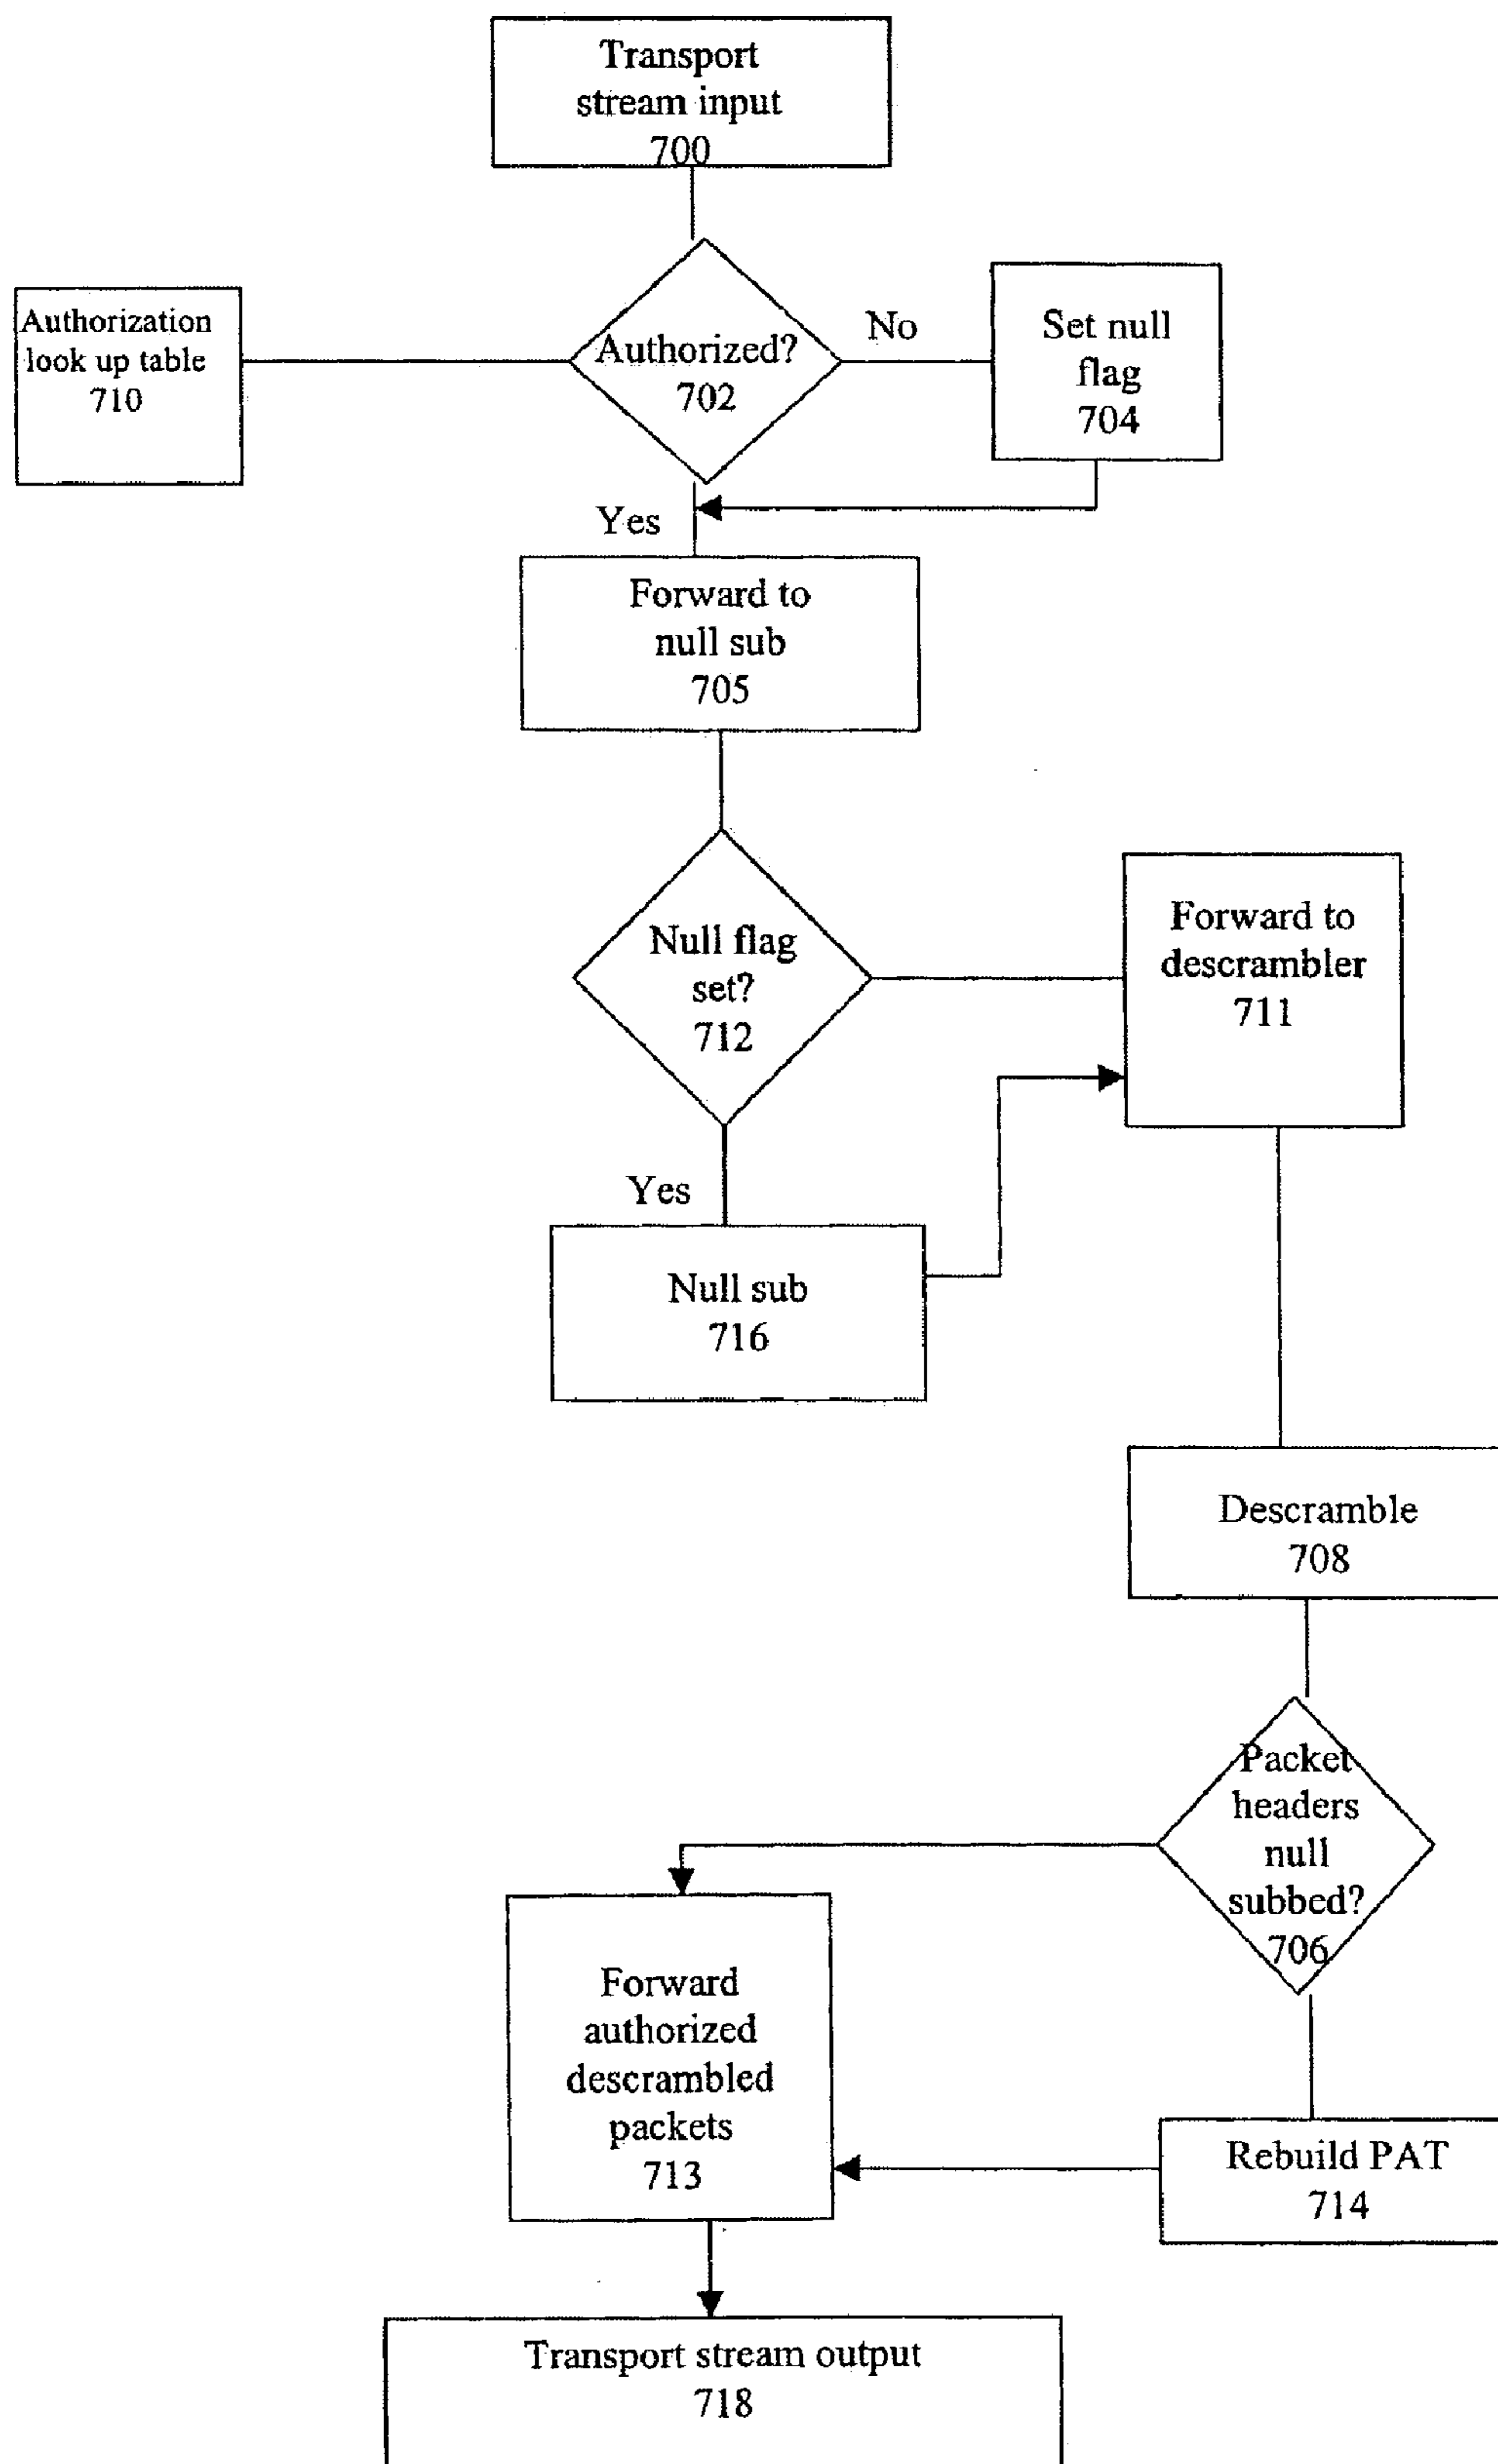 Transport
stream input
700
Authorization
look up table
710
Authorized?
702
No
Set null
flag
704
Yes
Forward to
null sub
705
Null flag
set?
712
Forward to
descrambler
711
Yes
Null sub
716
Descramble
708
Packet
headers
null
subbed?
706
Forward
authorized
descrambled
packets
713
Rebuild PAT
714
Transport stream output
718